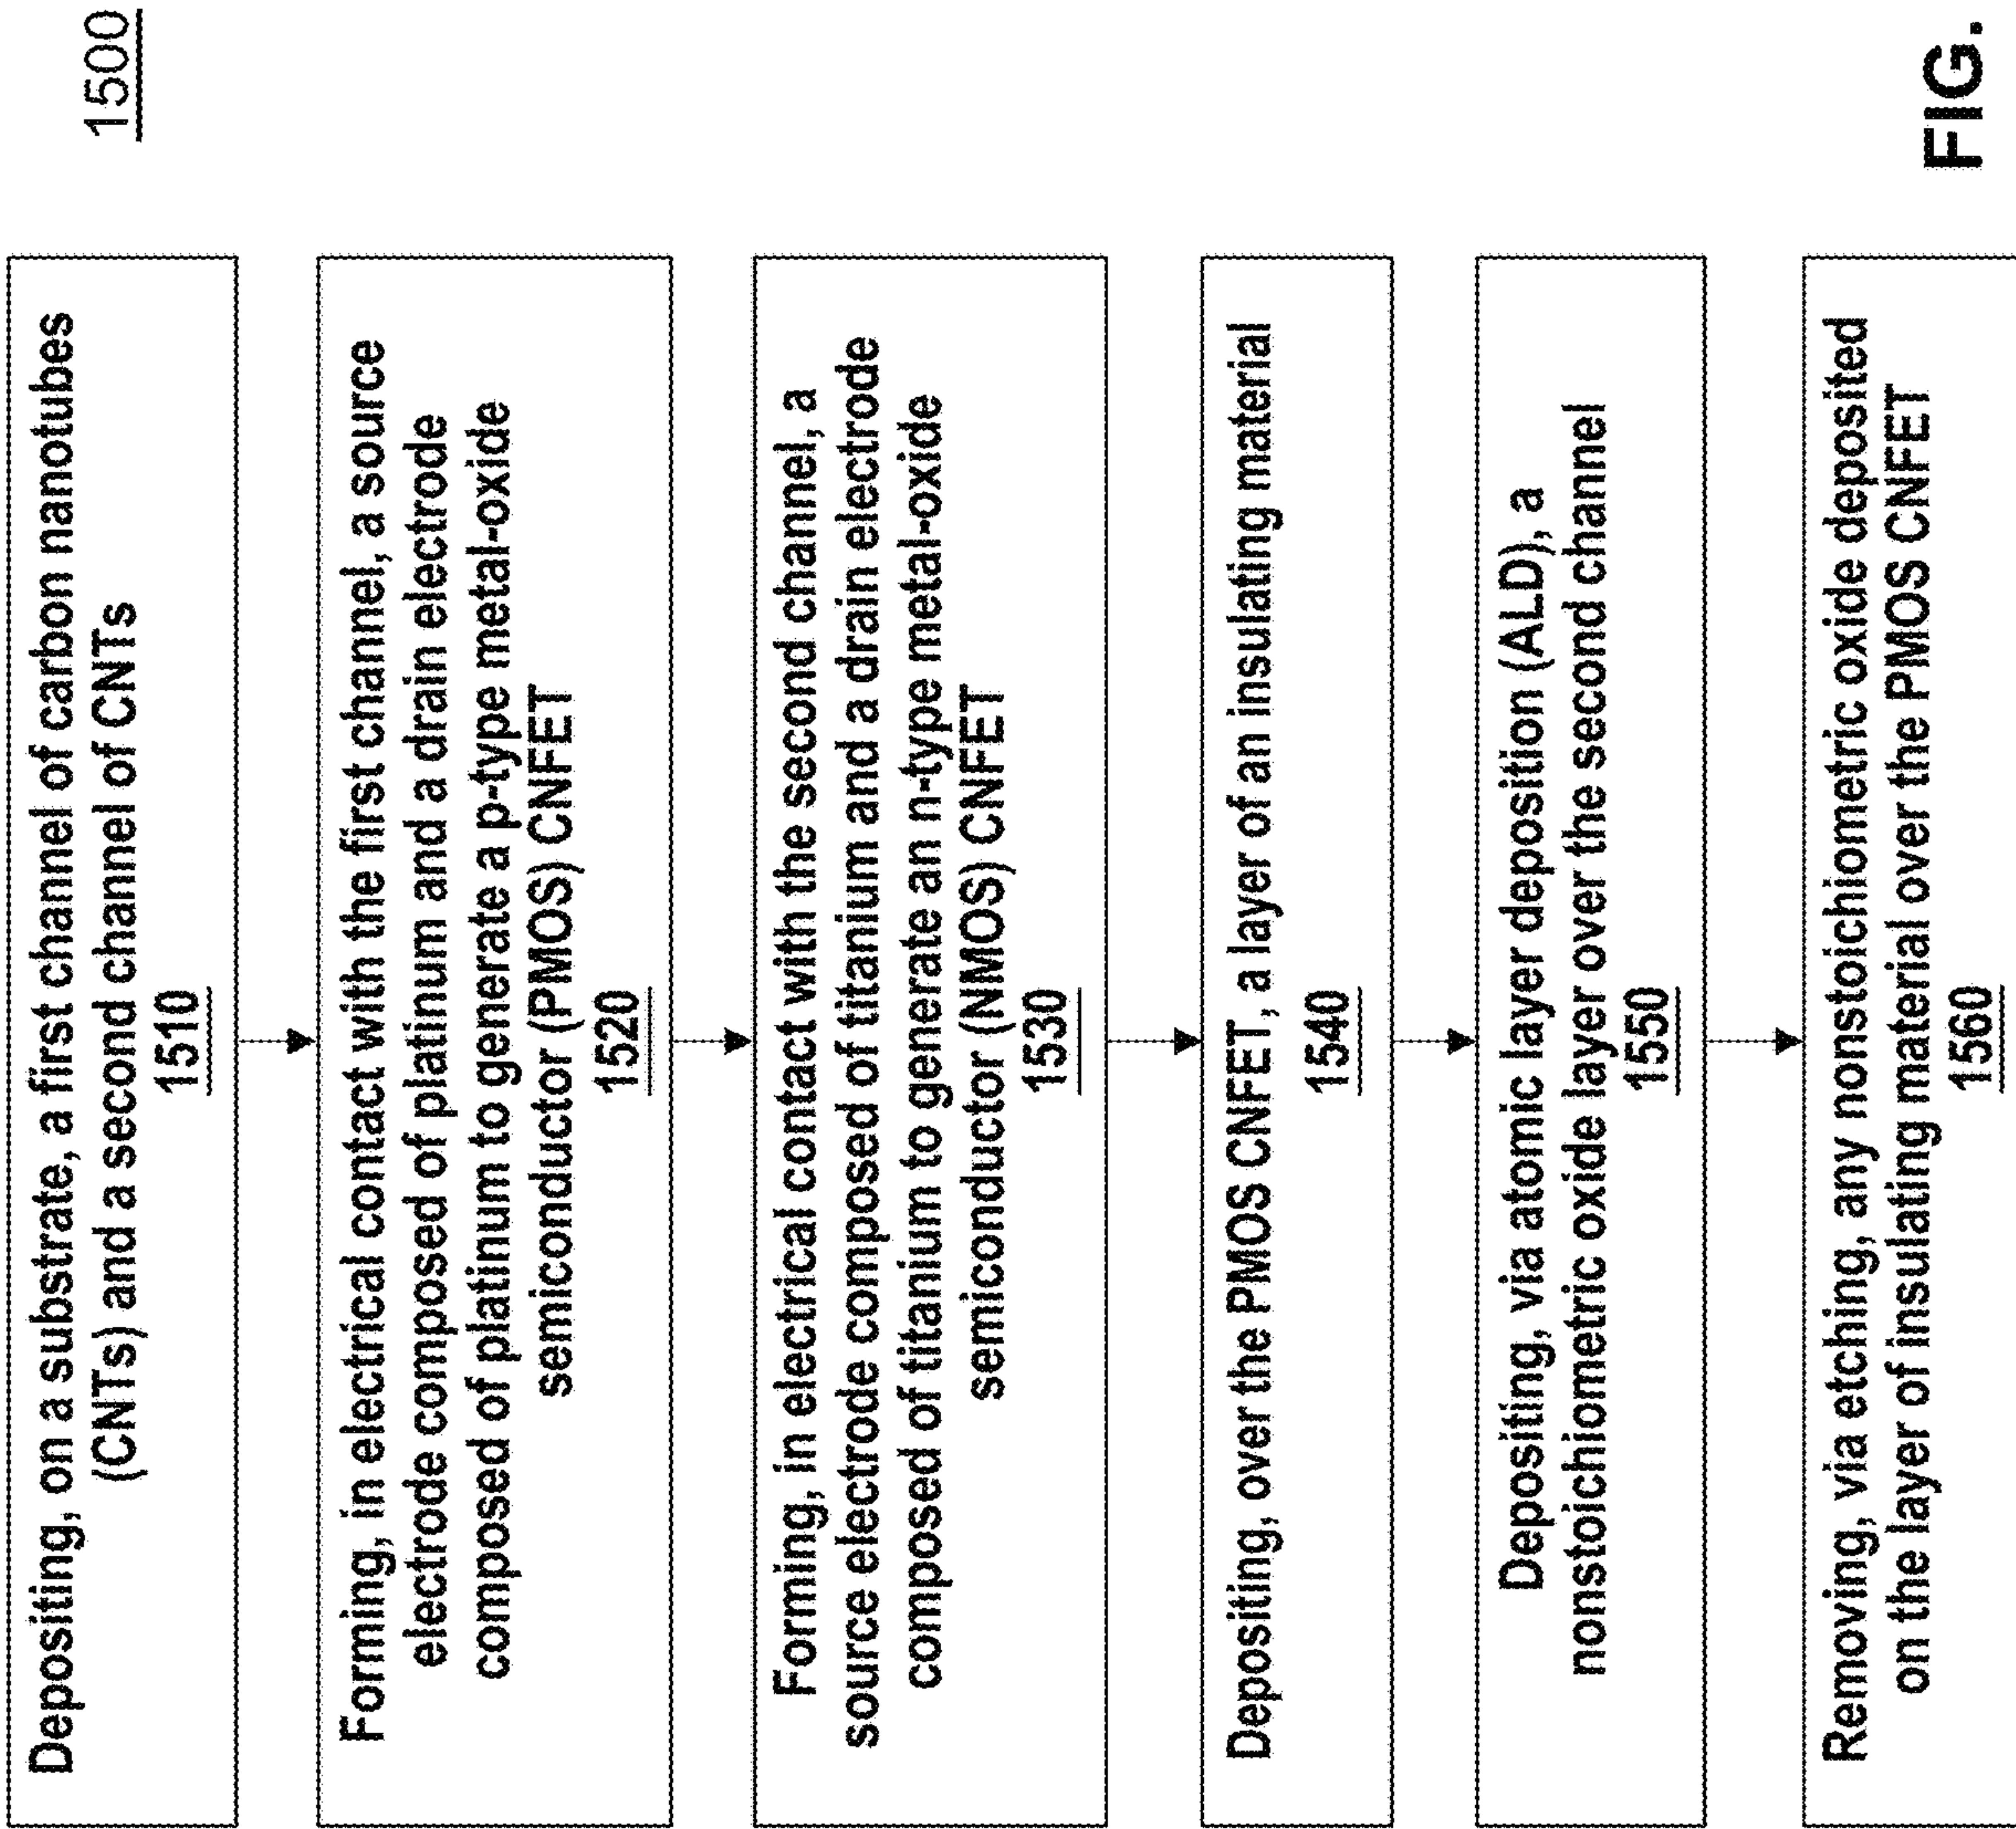 1500
Depositing, on a substrate, a first channel of carbon nanotubes
(CNTs) and a second channel of CNTs
1510
Forming, in electrical contact with the first channel, a source
electrode composed of platinum and a drain electrode
composed of platinum to generate a p-type metal-oxide
semiconductor (PMOS) CNFET
1520
Forming, in electrical contact with the second channel, a
source electrode composed of titanium and a drain electrode
composed of titanium to generate an n-type metal-oxide
semiconductor (NMOS) CNFET
1530
Depositing, over the PMOS CNFET, a layer of an insulating material
1540
Depositing, via atomic layer deposition (ALD), a
nonstoichiometric oxide layer over the second channel
1550
Removing, via etching, any nonstoichiometric oxide deposited
on the layer of insulating material over the PMOS CNFET
1560
FIG.